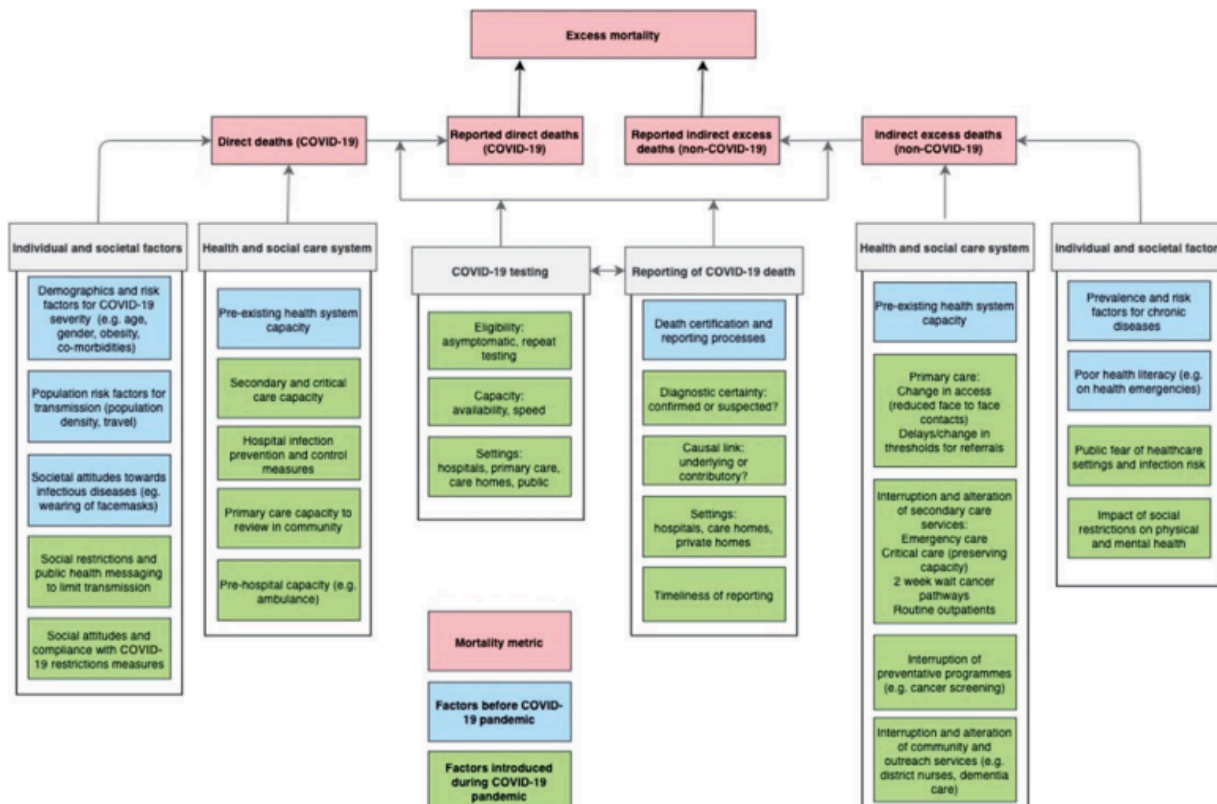 Excess mortality
Direct deaths (COVID-19)
Reported direct deaths
(COVID-19)
Reported indirect excess
deaths (non-COVID-19)
Indirect excess deaths
(non-COVID-19)
Individual and societal factors
Demographics and risk
factors for COVID-19
severity (e.g. age,
gender, obesity,
co-morbidities)
Population risk factors
for transmission (population
density, travel)
Societal attitudes towards
infectious diseases (eg.
wearing of facemasks)
Social restrictions and
public health messaging
to limit transmission
Social attitudes and
compliance with COVID-
19 restrictions measures
Health and social care system
Pre-existing health system
capacity
Secondary and critical
care capacity
Hospital infection
prevention and control
measures
Primary care capacity to
review in community
Pre-hospital capacity (e.g.
ambulance)
COVID-19 testing
Eligibility:
asymptomatic, repeat
testing
Capacity:
availability, speed
Settings:
hospitals, primary care,
care homes, public
Reporting of COVID-19 death
Death certification and
reporting processes
Diagnostic certainty:
confirmed or suspected?
Causal link:
underlying or
contributory?
Settings:
hospitals, care homes,
private homes
Timeliness of reporting
Health and social care system
Pre-existing health system
capacity
Primary care:
Change in access
(reduced face to face
contacts)
Delays/change in
thresholds for referrals
Interruption and alteration
of secondary care
services:
Emergency care
Critical care (preserving
capacity)
2 week wait cancer
pathways
Routine outpatients
Interruption of
preventative programmes
(e.g. cancer screening)
Interruption and alteration
of community and
outreach services (e.g.
district nurses, dementia
care)
Individual and societal factor
Prevalence and risk
factors for chronic
diseases
Poor health literacy (e.g.
on health emergencies)
Public fear of healthcare
settings and infection risk
Impact of social
restrictions on physical
and mental health
Mortality metric
Factors before COVID-
19 pandemic
Factors introduced
during COVID-19
pandemic